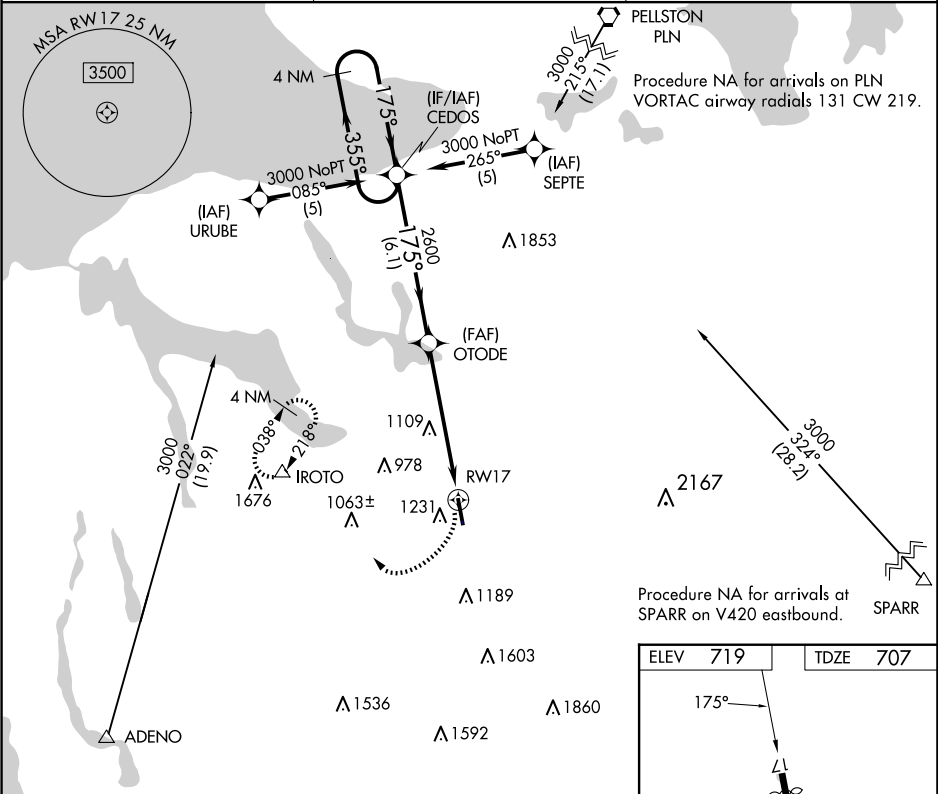 MSA RW17 25 NM
3500
PELLSTON
PLN
3000
215°
(17.1)
Procedure NA for arrivals on PLN
VORTAC airway radials 131 CW 219.
4 NM
175°
355°
(IF/IAF)
CEDOS
3000 NoPT
265°
(5)
(IAF)
SEPTE
3000 NoPT
085°
(5)
(IAF)
URUBE
2600
175°
(6.1)
1853
(FAF)
OTODE
4 NM
038°
218°
IROTO
1676
3000
022°
(19.9)
1109
978
1063±
1231
RW17
2167
3000
324°
(28.2)
SPARR
Procedure NA for arrivals at
SPARR on V420 eastbound.
1189
1603
1536
1592
1860
ADENO
ELEV 719
TDZE 707
175°
17